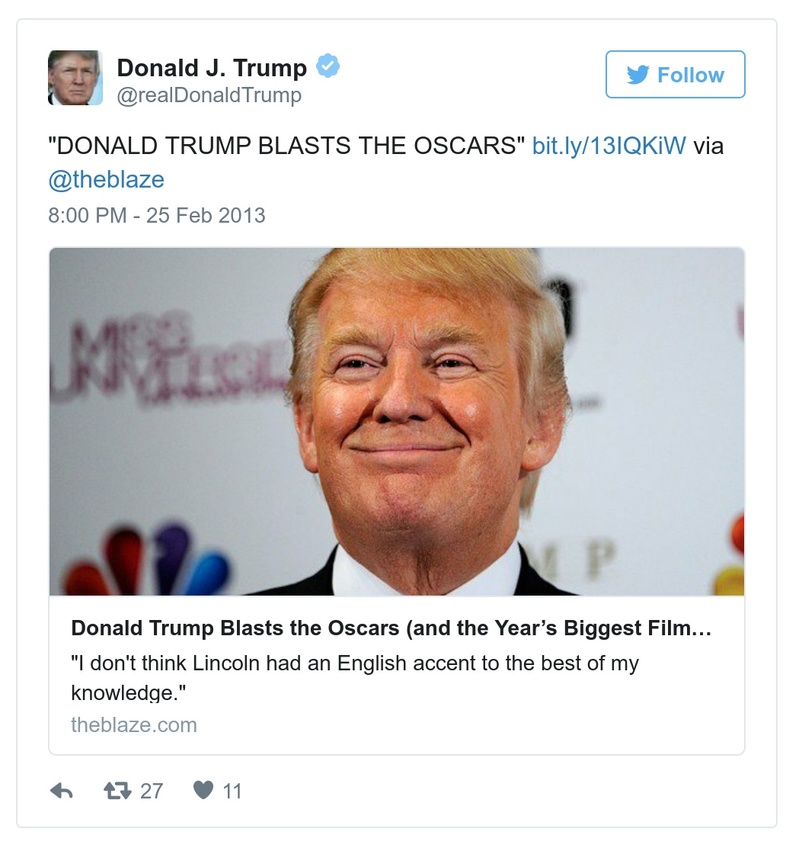 Donald J. Trump
@realDonaldTrump
Follow
"DONALD TRUMP BLASTS THE OSCARS" bit.ly/13IQKiW via
@theblaze
8:00 PM - 25 Feb 2013
MISS
UNIVERSE
M P
Donald Trump Blasts the Oscars (and the Year’s Biggest Film…
"I don't think Lincoln had an English accent to the best of my
knowledge."
theblaze.com
27
11